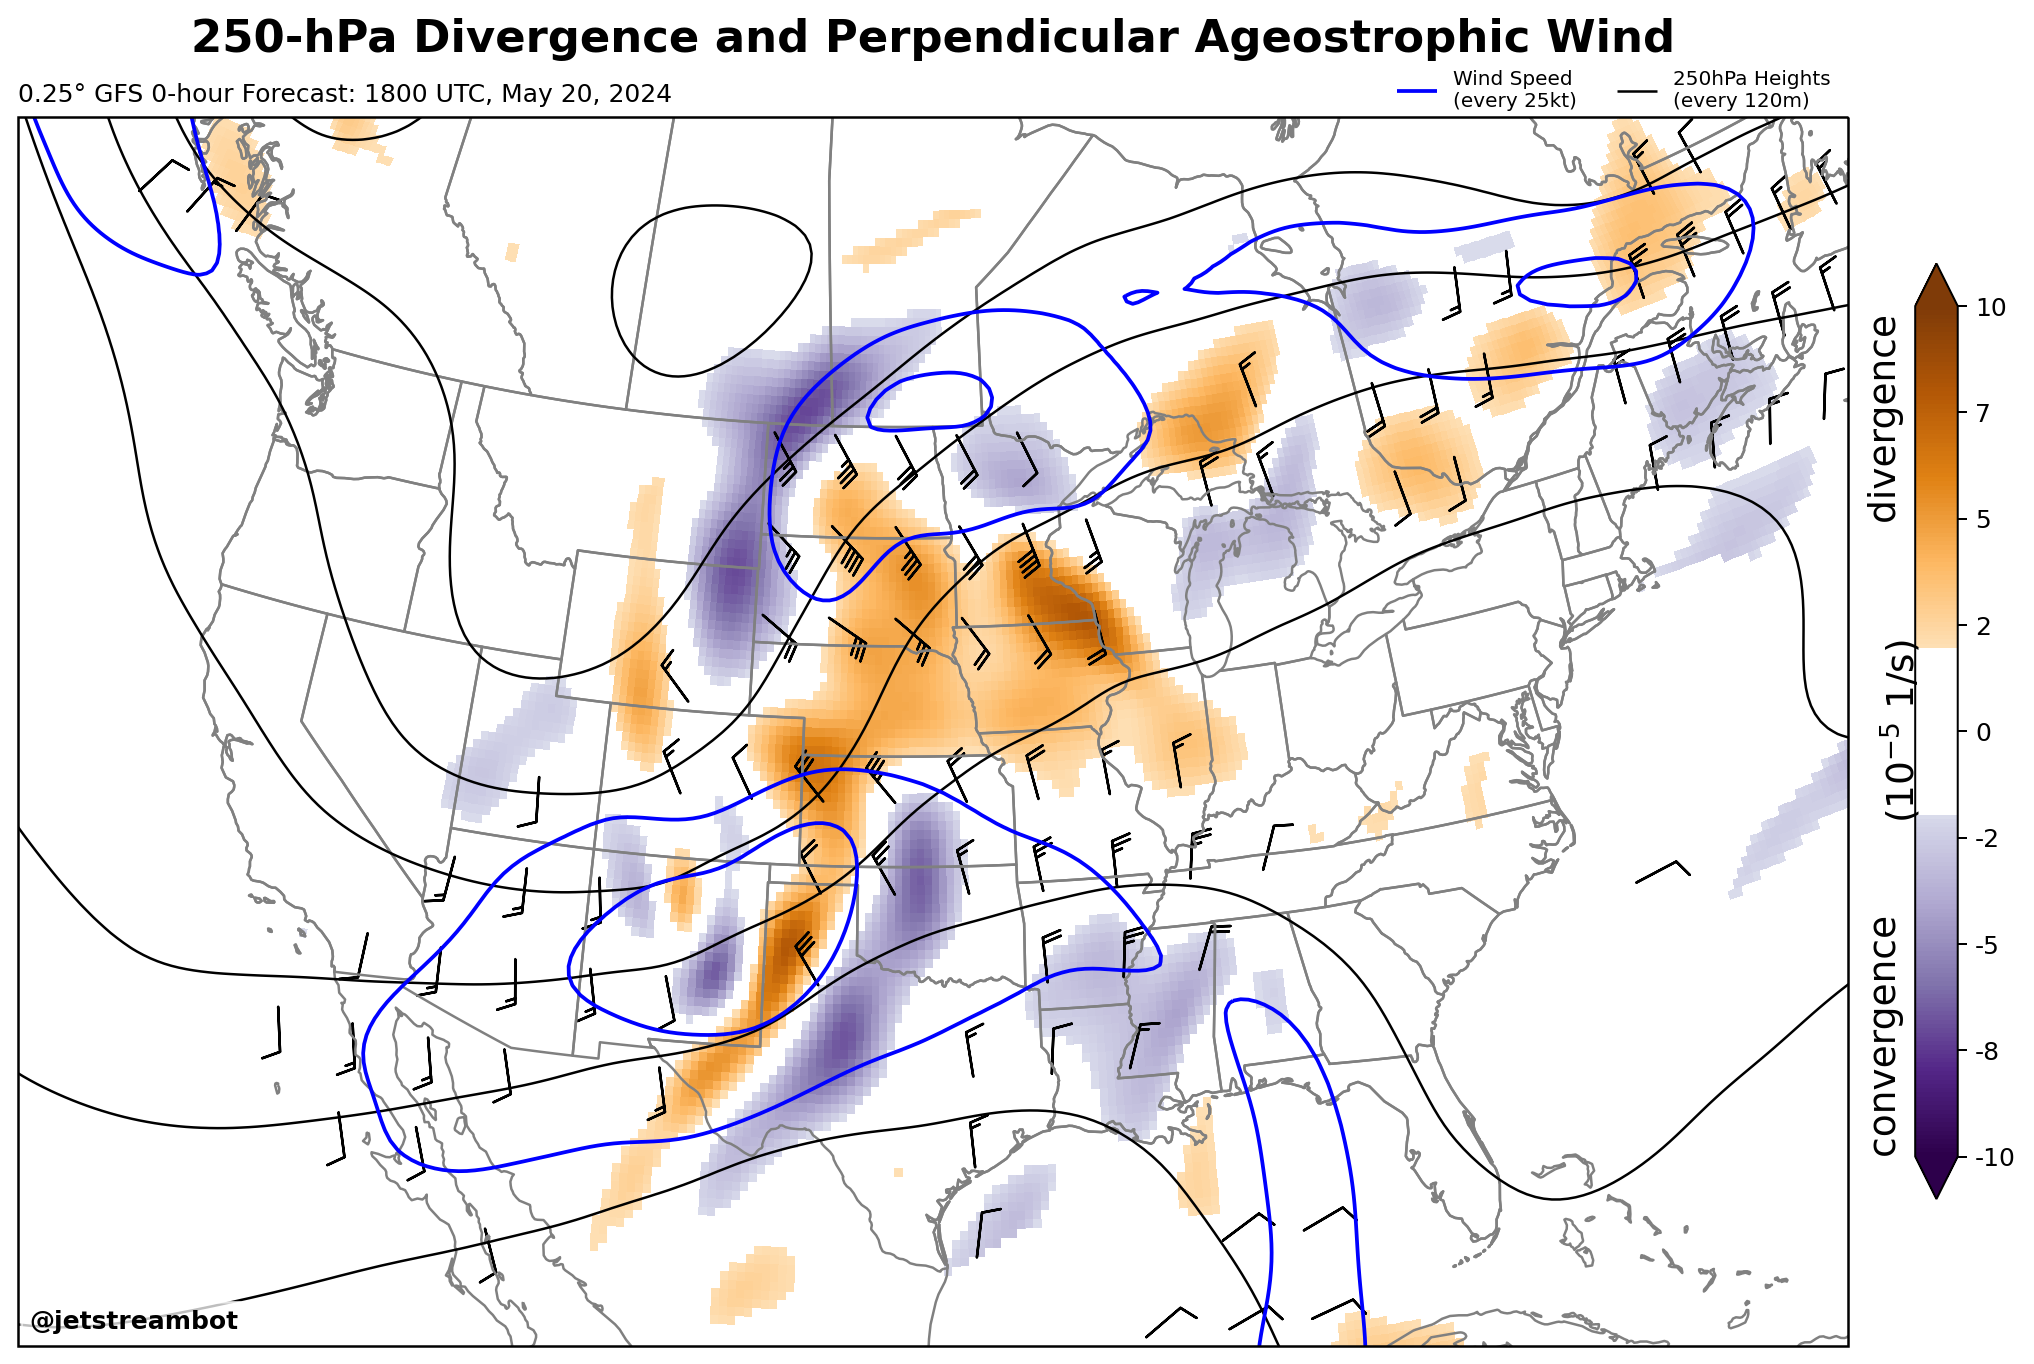 250-hPa Divergence and Perpendicular Ageostrophic Wind
0.25° GFS 0-hour Forecast: 1800 UTC, May 20, 2024
Wind Speed
(every 25kt)
250hPa Heights
(every 120m)
divergence
(10⁻⁵ 1/s)
convergence
10
7
5
2
0
-2
-5
-8
-10
@jetstreambot